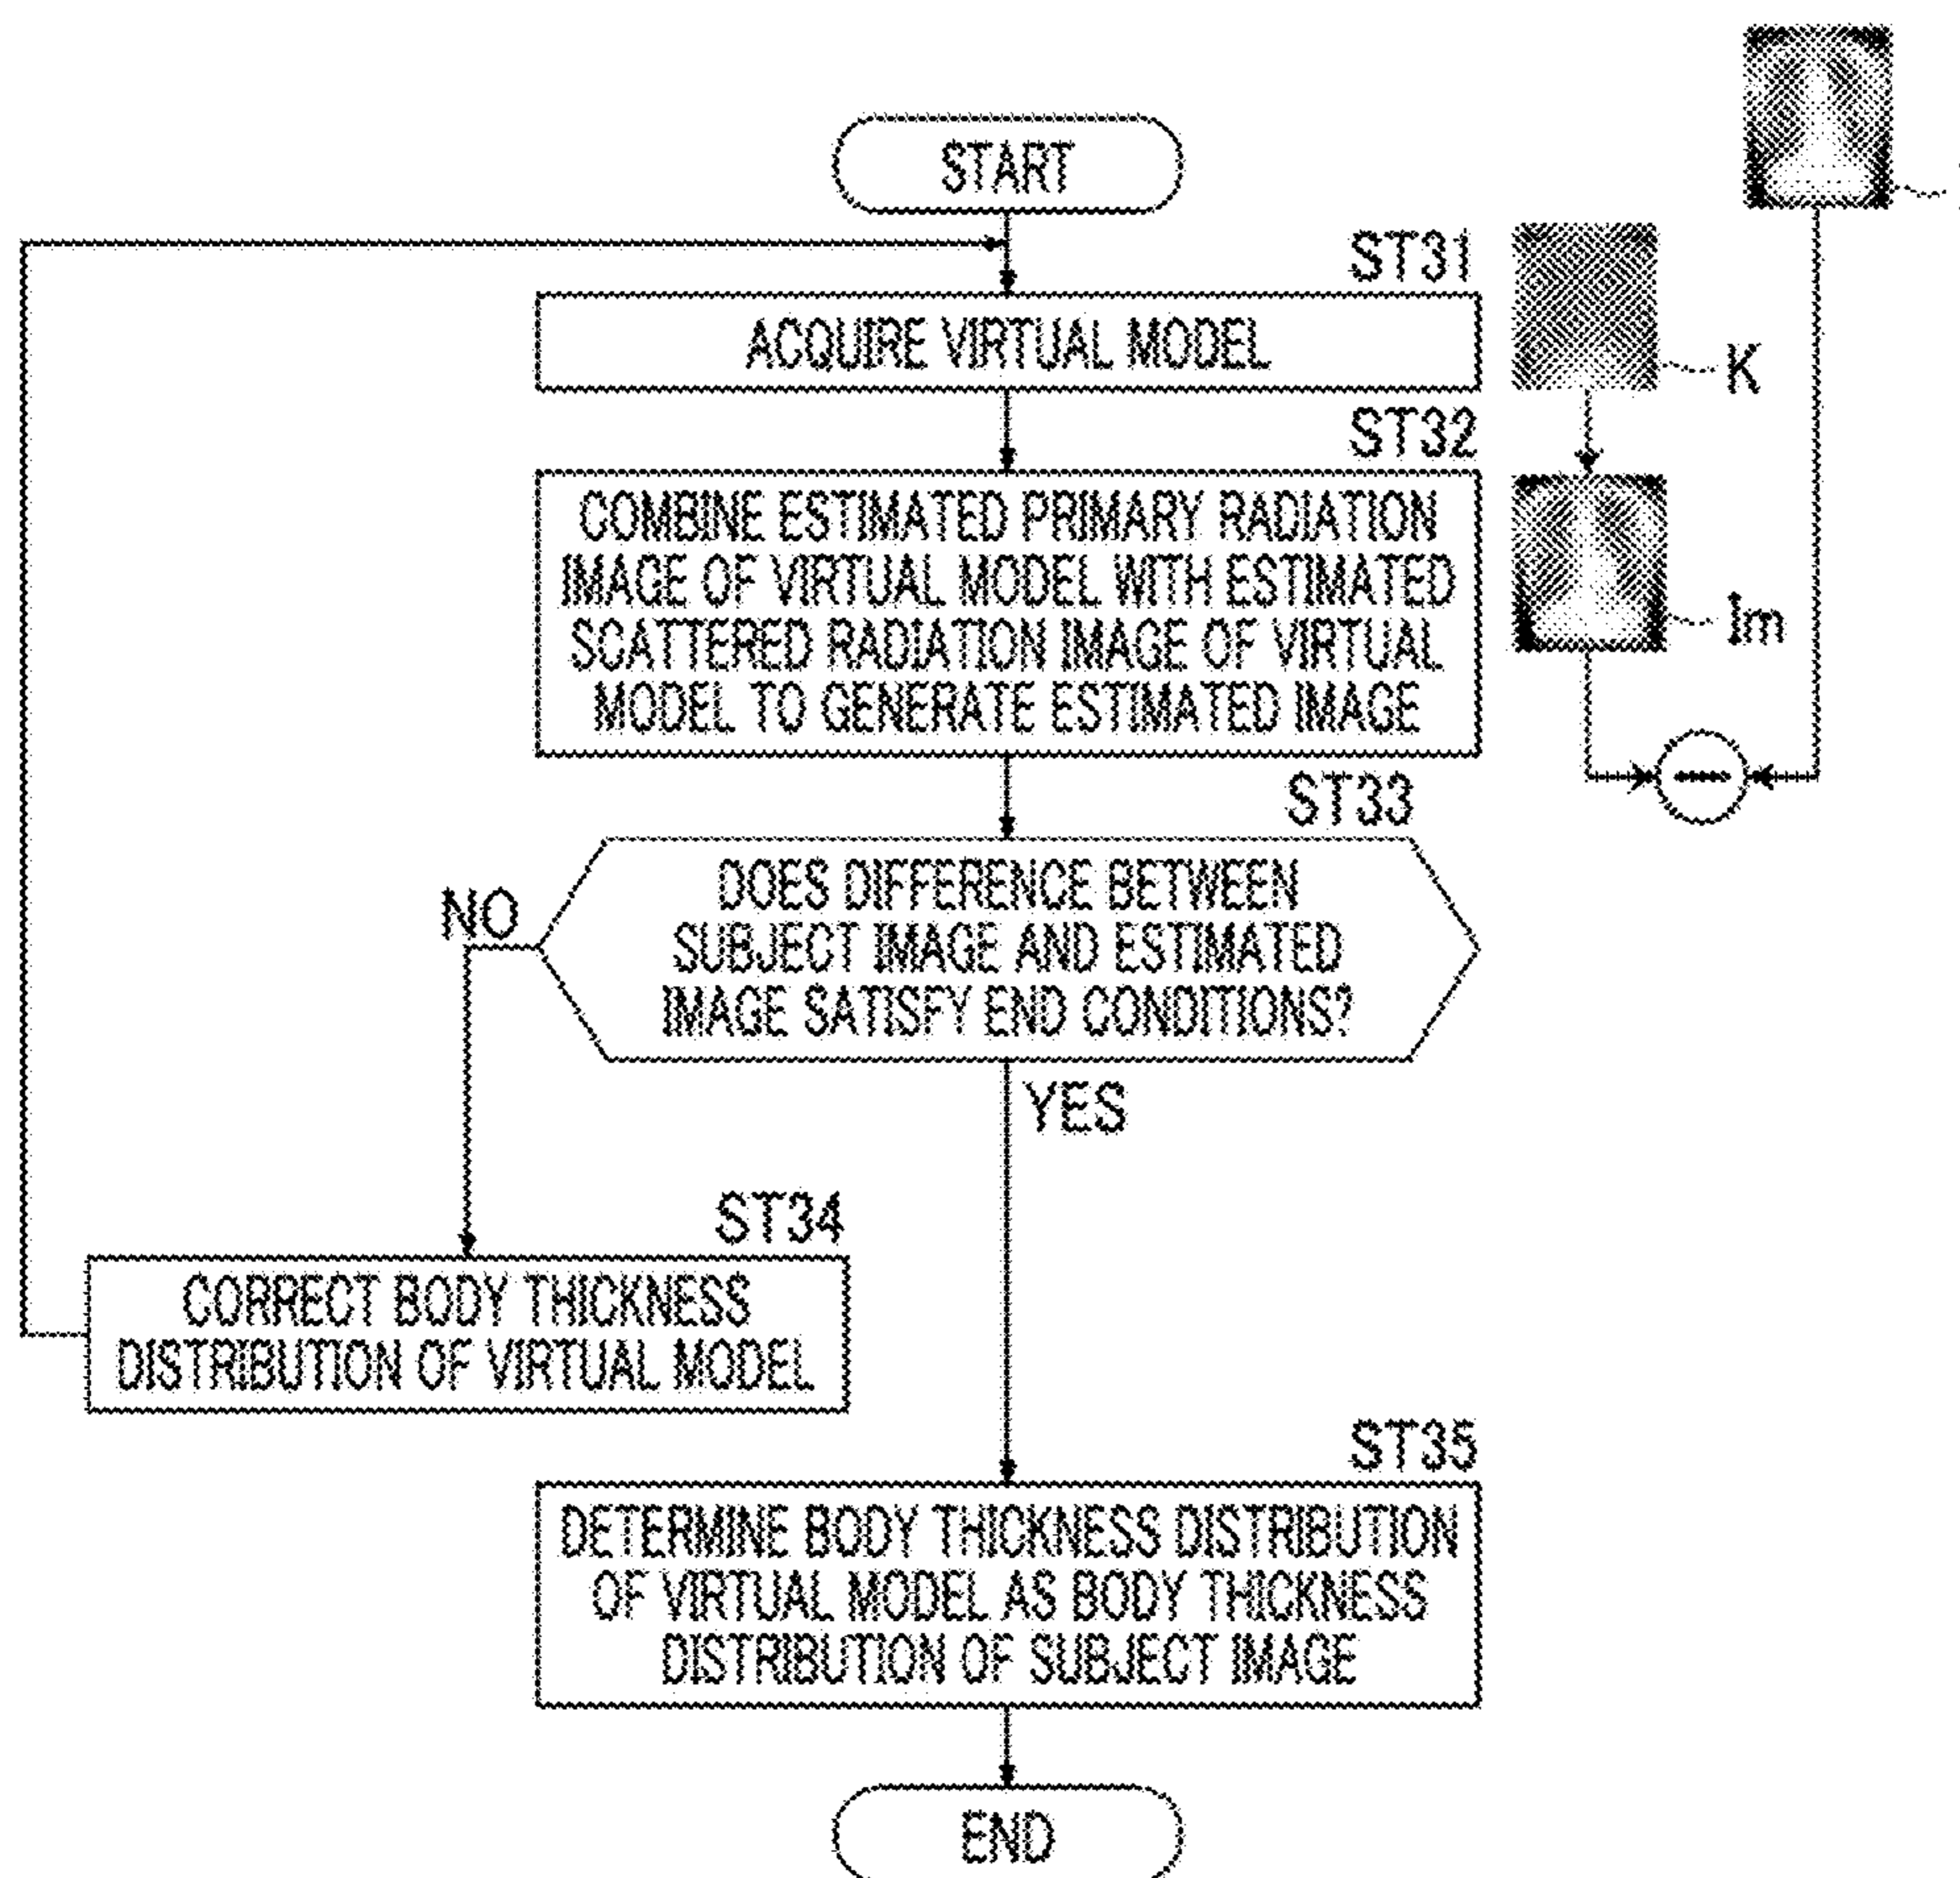 START
ST31
ACQUIRE VIRTUAL MODEL
K
ST32
COMBINE ESTIMATED PRIMARY RADIATION
IMAGE OF VIRTUAL MODEL WITH ESTIMATED
SCATTERED RADIATION IMAGE OF VIRTUAL
MODEL TO GENERATE ESTIMATED IMAGE
Im
ST33
DOES DIFFERENCE BETWEEN
SUBJECT IMAGE AND ESTIMATED
IMAGE SATISFY END CONDITIONS?
NO
YES
ST34
CORRECT BODY THICKNESS
DISTRIBUTION OF VIRTUAL MODEL
ST35
DETERMINE BODY THICKNESS DISTRIBUTION
OF VIRTUAL MODEL AS BODY THICKNESS
DISTRIBUTION OF SUBJECT IMAGE
END